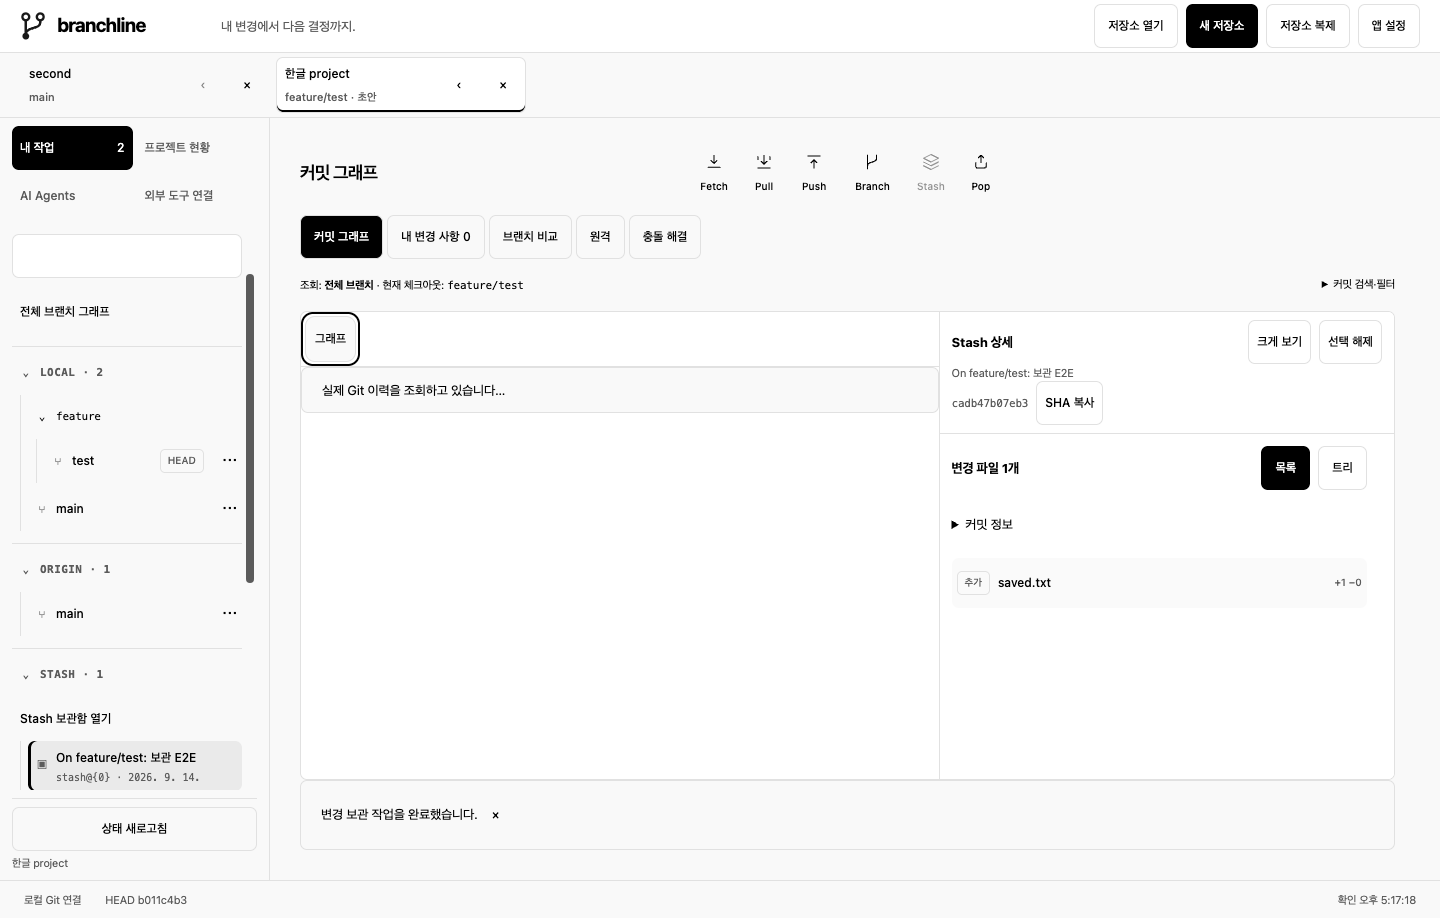 branchline
내 변경에서 다음 결정까지.
저장소 열기
새 저장소
저장소 복제
앱 설정
second
main
‹
×
한글 project
feature/test · 초안
‹
×
내 작업 2
프로젝트 현황
AI Agents
외부 도구 연결
전체 브랜치 그래프
LOCAL · 2
feature
test HEAD ···
main ···
ORIGIN · 1
main ···
STASH · 1
Stash 보관함 열기
On feature/test: 보관 E2E
stash@{0} · 2026. 9. 14.
상태 새로고침
한글 project
커밋 그래프
Fetch
Pull
Push
Branch
Stash
Pop
커밋 그래프
내 변경 사항 0
브랜치 비교
원격
충돌 해결
조회: 전체 브랜치 · 현재 체크아웃: feature/test
▶ 커밋 검색·필터
그래프
실제 Git 이력을 조회하고 있습니다...
Stash 상세
크게 보기
선택 해제
On feature/test: 보관 E2E
cadb47b07eb3
SHA 복사
변경 파일 1개
목록
트리
▶ 커밋 정보
추가 saved.txt +1 −0
변경 보관 작업을 완료했습니다. ×
로컬 Git 연결
HEAD b011c4b3
확인 오후 5:17:18